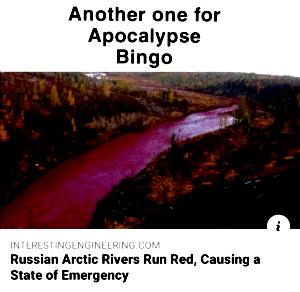 Another one for
Apocalypse
Bingo
i
INTERESTINGENGINEERING.COM
Russian Arctic Rivers Run Red, Causing a
State of Emergency